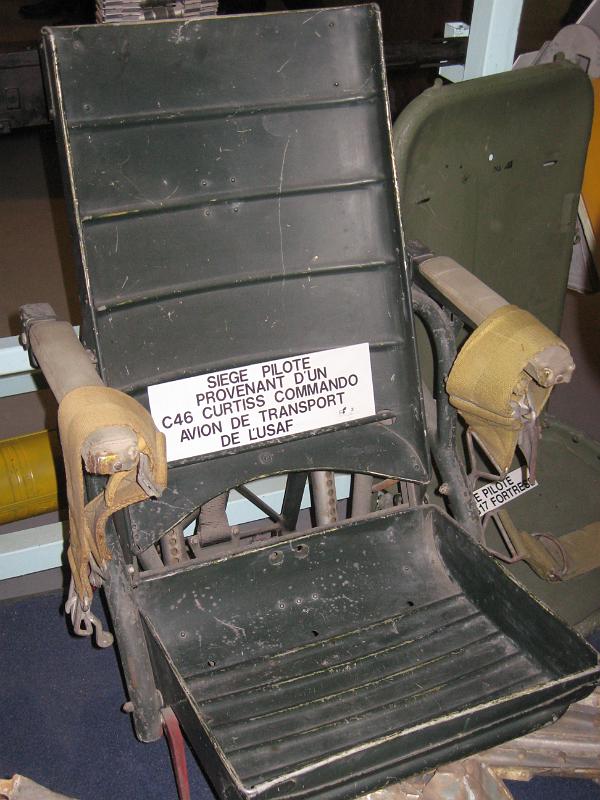 SIEGE PILOTE
PROVENANT D'UN
C46 CURTISS COMMANDO
AVION DE TRANSPORT
DE L'USAF
E PILOTE
17 FORTRES